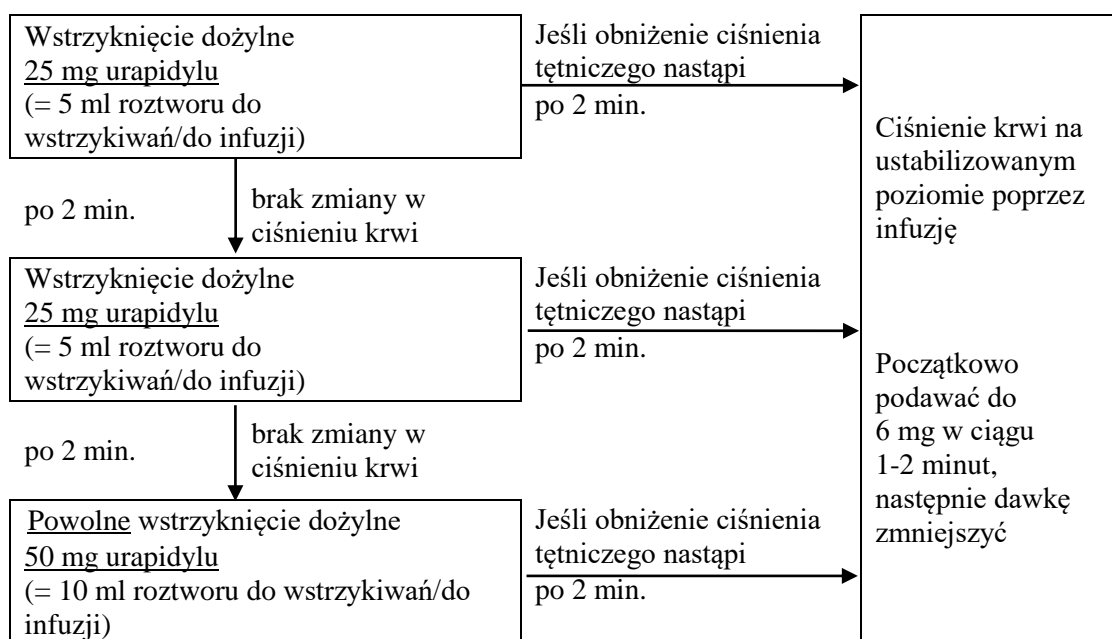 Wstrzyknięcie dożylne
25 mg urapidylu
(= 5 ml roztworu do
wstrzykiwań/do infuzji)
Jeśli obniżenie ciśnienia
tętniczego nastąpi
po 2 min.
po 2 min.
brak zmiany w
ciśnieniu krwi
Wstrzyknięcie dożylne
25 mg urapidylu
(= 5 ml roztworu do
wstrzykiwań/do infuzji)
Jeśli obniżenie ciśnienia
tętniczego nastąpi
po 2 min.
po 2 min.
brak zmiany w
ciśnieniu krwi
Powolne wstrzyknięcie dożylne
50 mg urapidylu
(= 10 ml roztworu do wstrzykiwań/do
infuzji)
Jeśli obniżenie ciśnienia
tętniczego nastąpi
po 2 min.
Ciśnienie krwi na
ustabilizowanym
poziomie poprzez
infuzję
Początkowo
podawać do
6 mg w ciągu
1-2 minut,
następnie dawkę
zmniejszyć